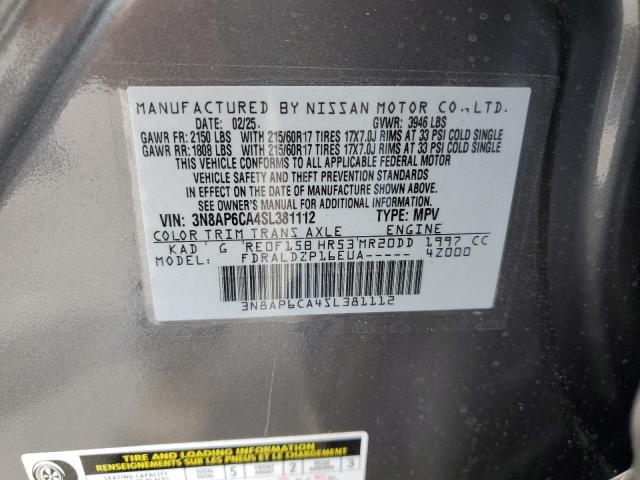 MANUFACTURED BY NISSAN MOTOR CO.,LTD.
DATE: 02/25 GVWR: 3946 LBS
GAWR FR: 2150 LBS WITH 215/60R17 TIRES 17X7.0J RIMS AT 33 PSI COLD SINGLE
GAWR RR: 1808 LBS WITH 215/60R17 TIRES 17X7.0J RIMS AT 33 PSI COLD SINGLE
THIS VEHICLE CONFORMS TO ALL APPLICABLE FEDERAL MOTOR
VEHICLE SAFETY AND THEFT PREVENTION STANDARDS
IN EFFECT ON THE DATE OF MANUFACTURE SHOWN ABOVE.
SEE OWNER'S MANUAL FOR ADDITIONAL INFORMATION.
VIN: 3N8AP6CA4SL381112 TYPE: MPV
COLOR TRIM TRANS AXLE ENGINE
KAD G RE0F15B HR53 MR20DD 1997 CC
MODEL: FDRALDZP16EUA----- 4Z000
3N8AP6CA4SL381112
TIRE AND LOADING INFORMATION
RENSEIGNEMENTS SUR LES PNEUS ET LE CHARGEMENT
SEATING CAPACITY TOTAL 5 FRONT 2 REAR 3